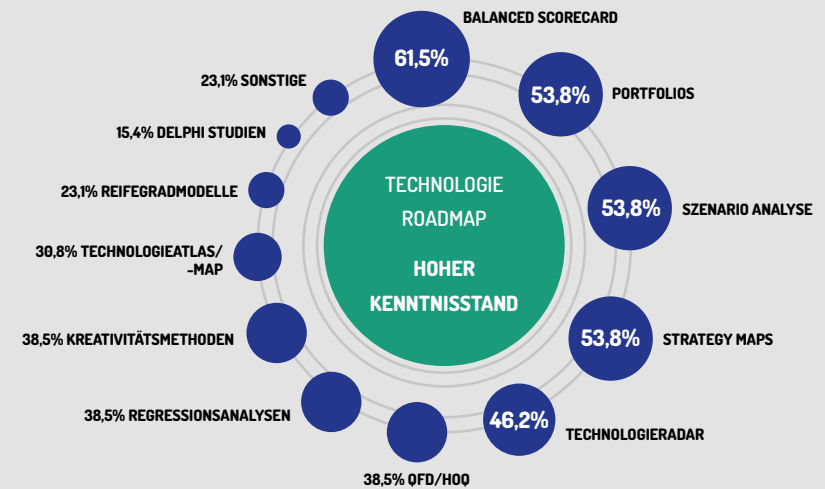 BALANCED SCORECARD
61,5%
53,8%
PORTFOLIOS
53,8%
SZENARIO ANALYSE
53,8%
STRATEGY MAPS
46,2%
TECHNOLOGIERADAR
38,5% QFD/HOQ
38,5% REGRESSIONSANALYSEN
38,5% KREATIVITÄTSMETHODEN
30,8% TECHNOLOGIEATLAS/
-MAP
23,1% REIFEGRADMODELLE
15,4% DELPHI STUDIEN
23,1% SONSTIGE
TECHNOLOGIE
ROADMAP
HOHER
KENNTNISSTAND